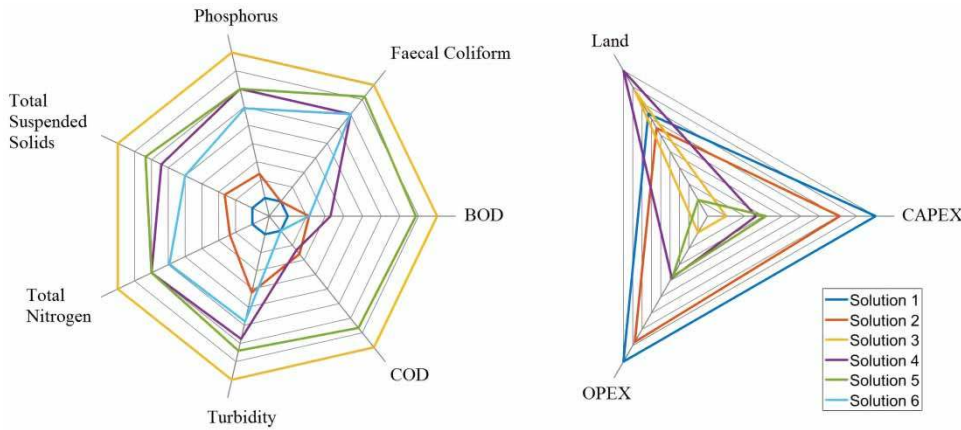 Phosphorus
Faecal Coliform
Total
Suspended
Solids
BOD
Total
Nitrogen
COD
Turbidity
Land
CAPEX
OPEX
Solution 1
Solution 2
Solution 3
Solution 4
Solution 5
Solution 6